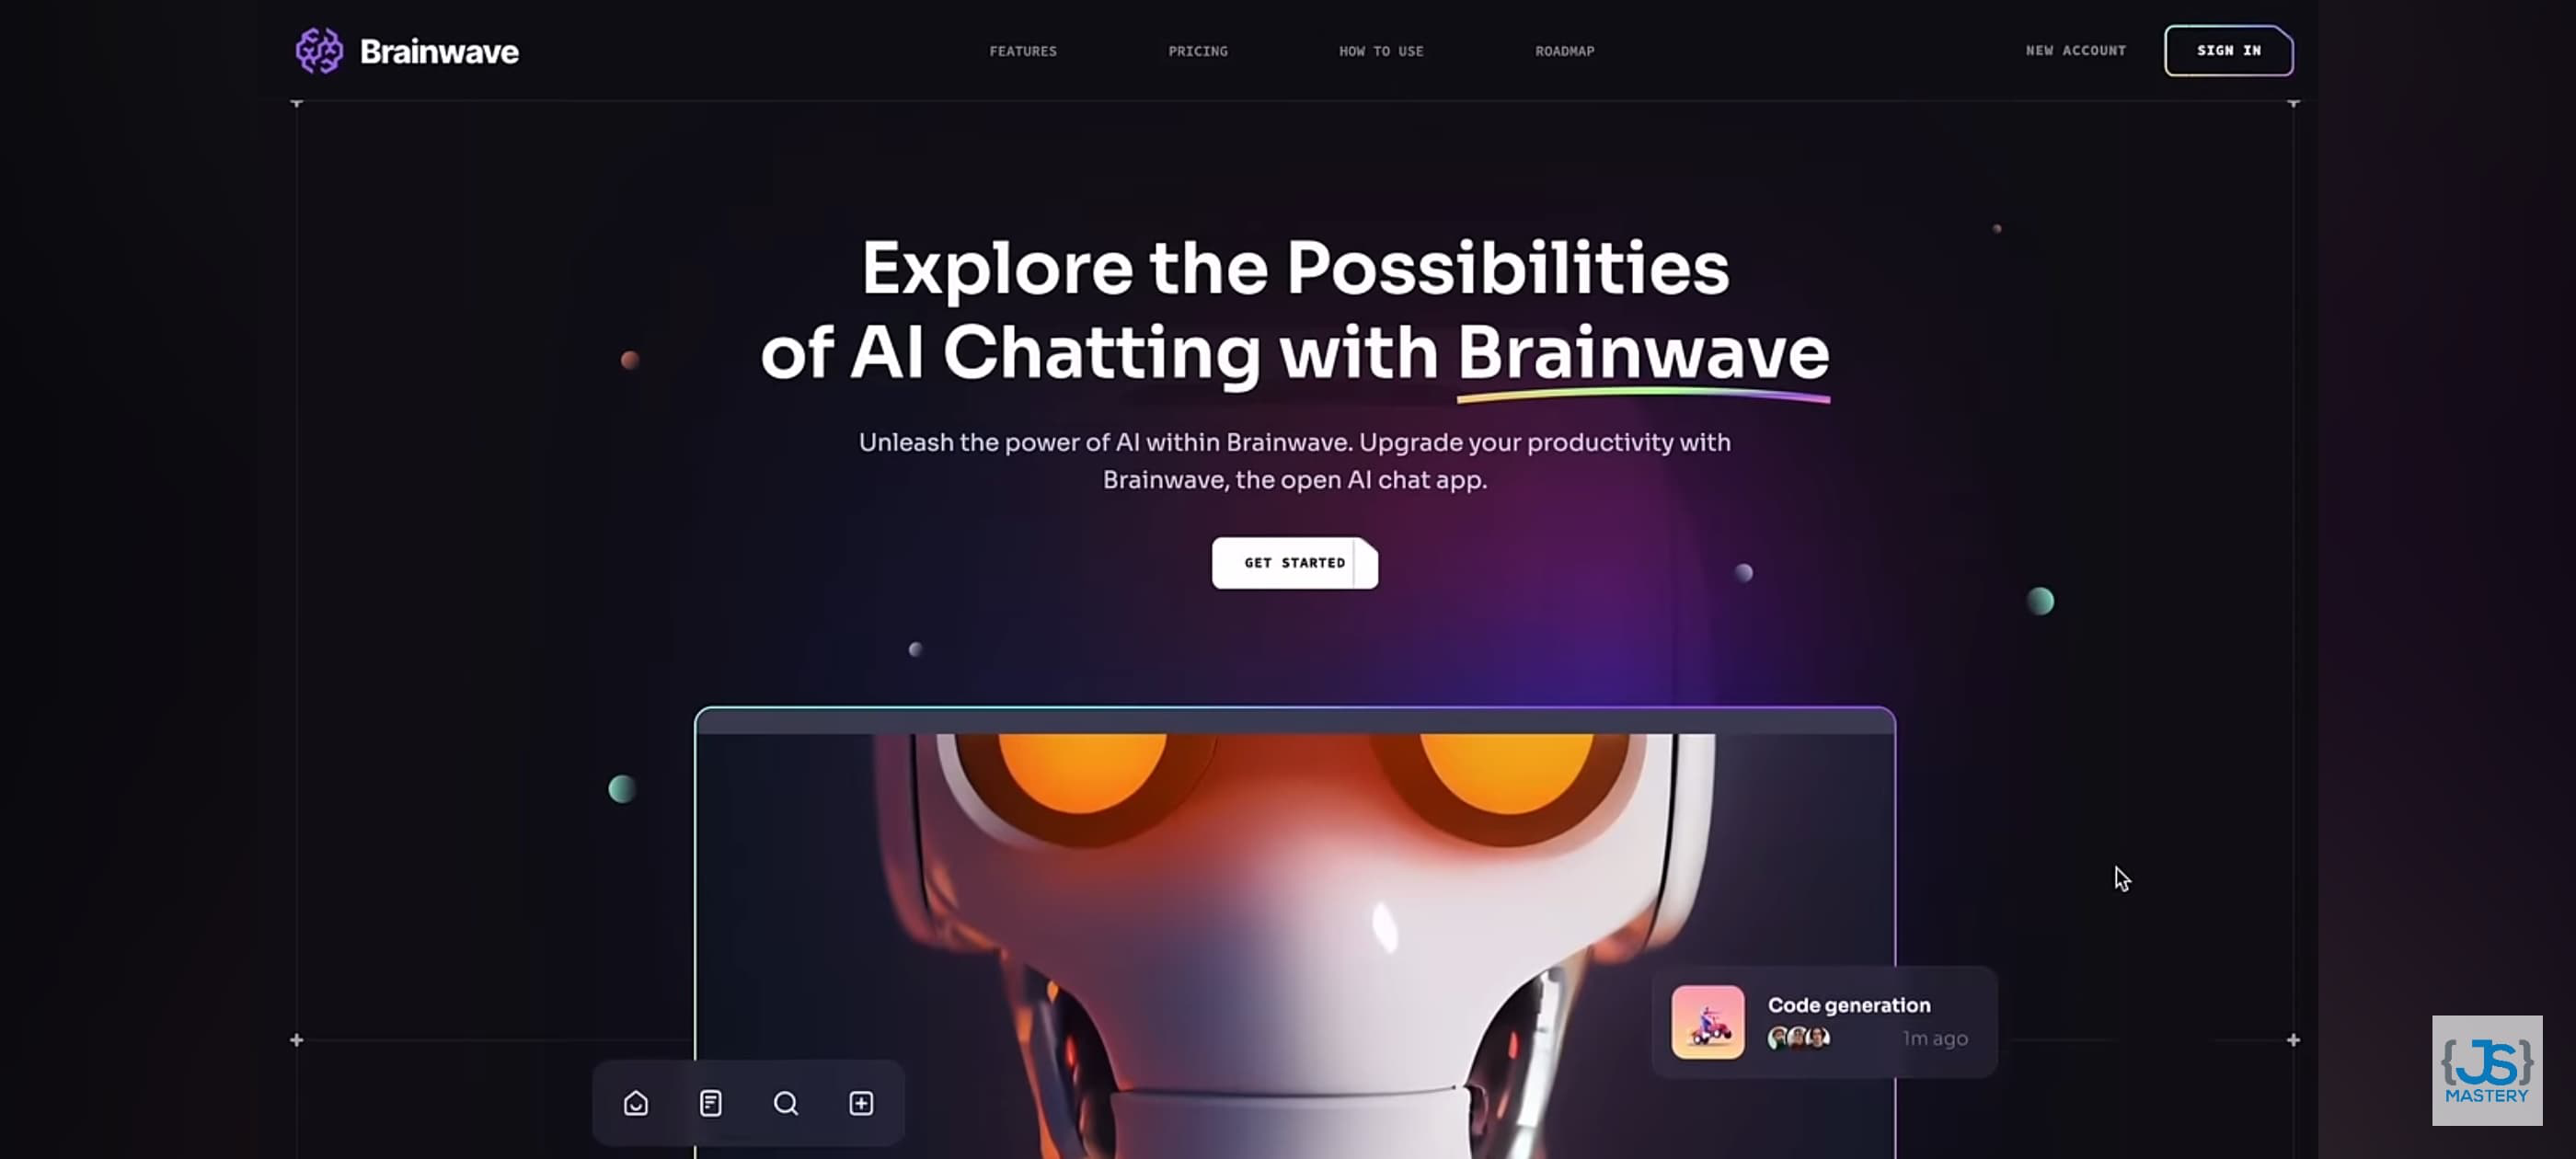 Brainwave
FEATURES
PRICING
HOW TO USE
ROADMAP
NEW ACCOUNT
SIGN IN
Explore the Possibilities
of AI Chatting with Brainwave
Unleash the power of AI within Brainwave. Upgrade your productivity with
Brainwave, the open AI chat app.
GET STARTED
Code generation
1m ago
{JS}
MASTERY